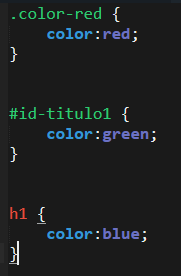 .color-red {
    color:red;
}
#id-titulo1 {
    color:green;
}
h1 {
    color:blue;
}